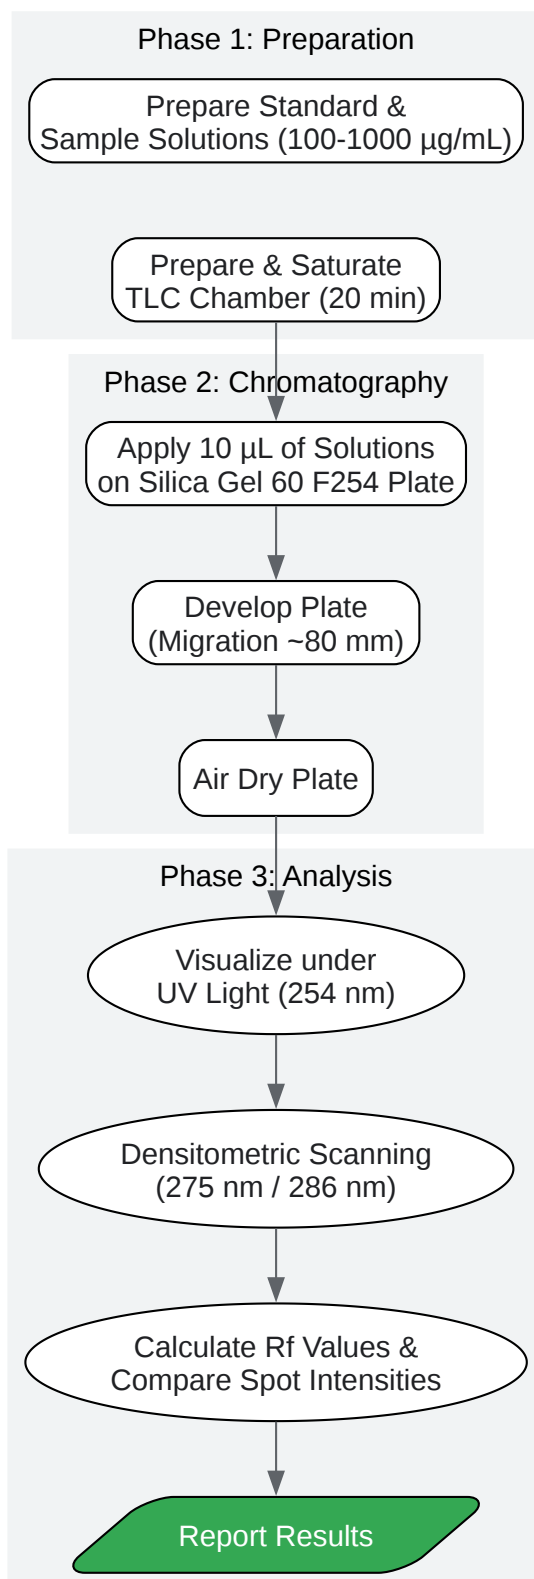 Phase 1: Preparation
Prepare Standard &
Sample Solutions (100-1000 µg/mL)
Prepare & Saturate
TLC Chamber (20 min)
Phase 2: Chromatography
Apply 10 µL of Solutions
on Silica Gel 60 F254 Plate
Develop Plate
(Migration ~80 mm)
Air Dry Plate
Phase 3: Analysis
Visualize under
UV Light (254 nm)
Densitometric Scanning
(275 nm / 286 nm)
Calculate Rf Values &
Compare Spot Intensities
Report Results